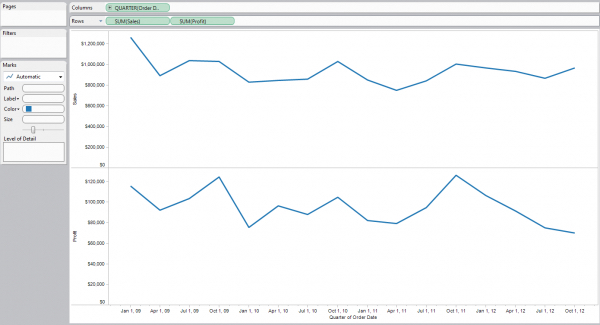 Pages
Columns
QUARTER(Order D..
Rows
SUM(Sales)
SUM(Profit)
Filters
Marks
Automatic
Path
Label
Color
Size
Level of Detail
Sales
$1,200,000
$1,000,000
$800,000
$600,000
$400,000
$200,000
$0
Profit
$120,000
$100,000
$80,000
$60,000
$40,000
$20,000
$0
Jan 1, 09
Apr 1, 09
Jul 1, 09
Oct 1, 09
Jan 1, 10
Apr 1, 10
Jul 1, 10
Oct 1, 10
Jan 1, 11
Apr 1, 11
Jul 1, 11
Oct 1, 11
Jan 1, 12
Apr 1, 12
Jul 1, 12
Oct 1, 12
Quarter of Order Date